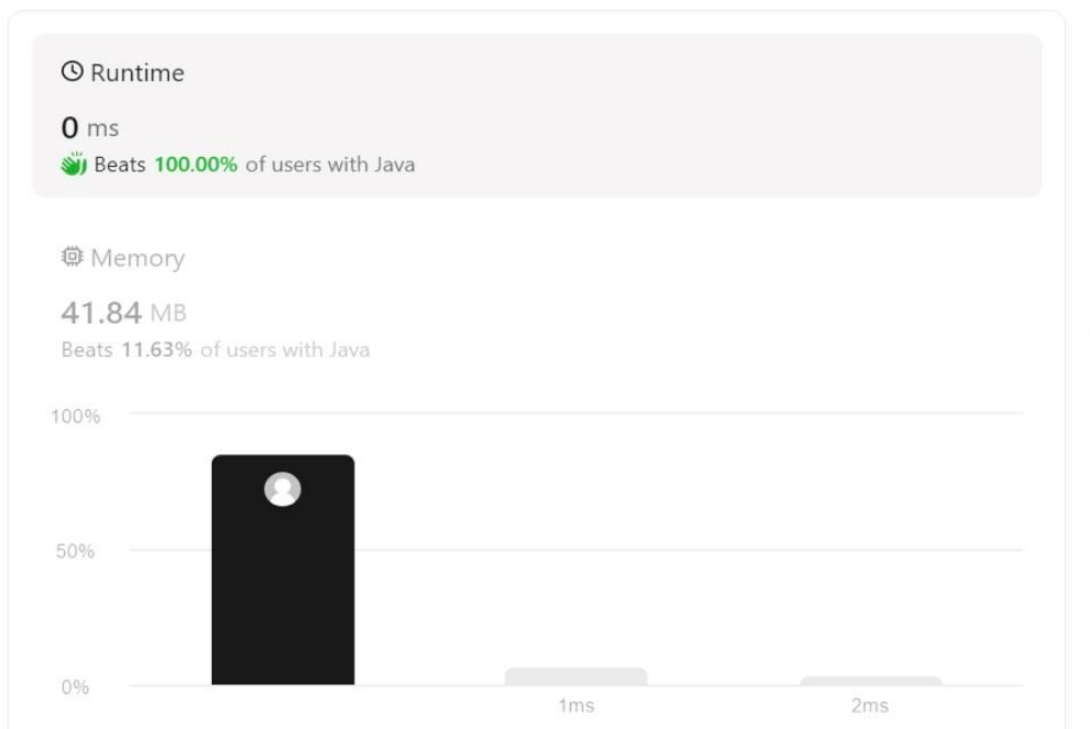 Runtime
0 ms
Beats 100.00% of users with Java
Memory
41.84 MB
Beats 11.63% of users with Java
100%
50%
0%
1ms
2ms